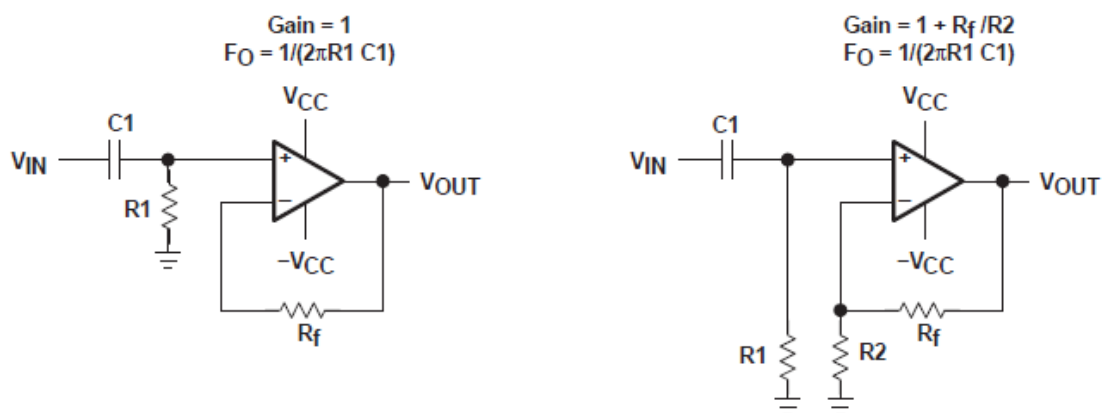 Gain = 1
FO = 1/(2πR1 C1)
VCC
C1
VIN
+
R1
−
VOUT
−VCC
Rf
Gain = 1 + Rf /R2
FO = 1/(2πR1 C1)
VCC
C1
VIN
+
−
VOUT
−VCC
Rf
R1
R2